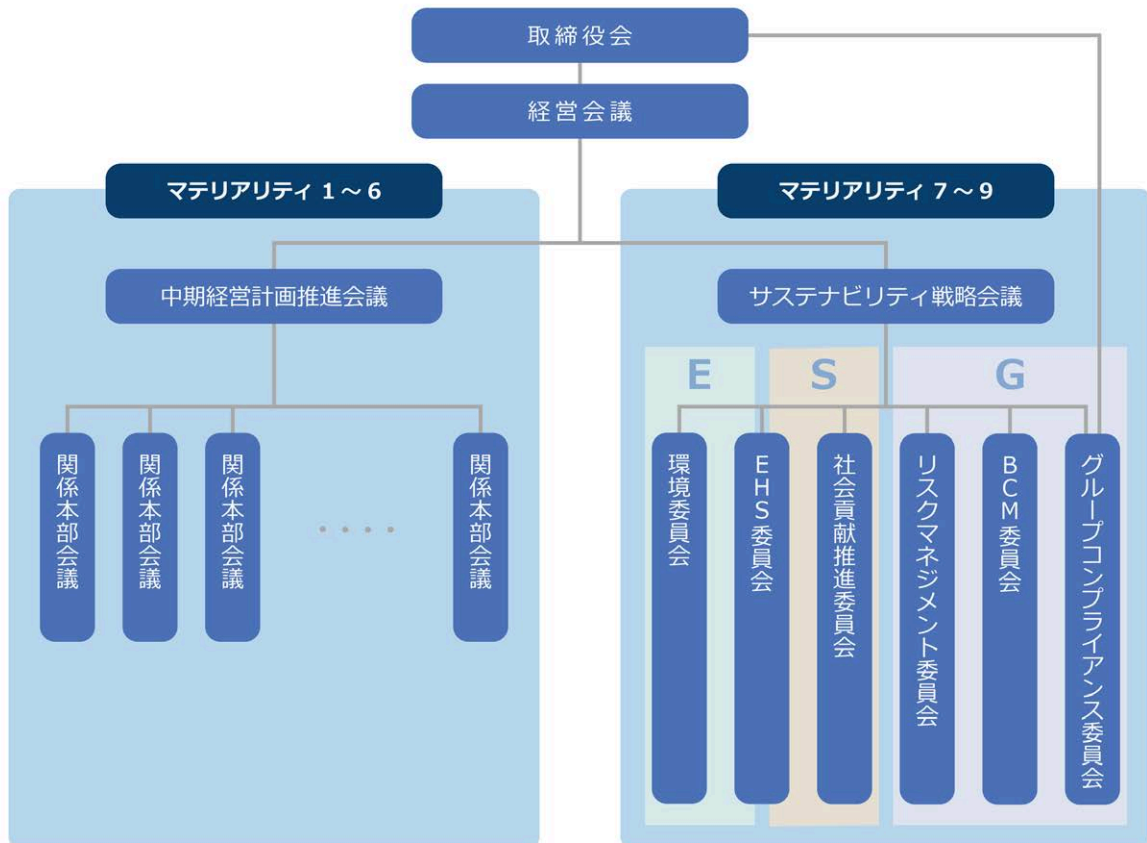 取締役会
経営会議
マテリアリティ 1～6
マテリアリティ 7～9
中期経営計画推進会議
サステナビリティ戦略会議
E
S
G
関係本部会議
関係本部会議
関係本部会議
・・・・
関係本部会議
環境委員会
EHS委員会
社会貢献推進委員会
リスクマネジメント委員会
BCM委員会
グループコンプライアンス委員会